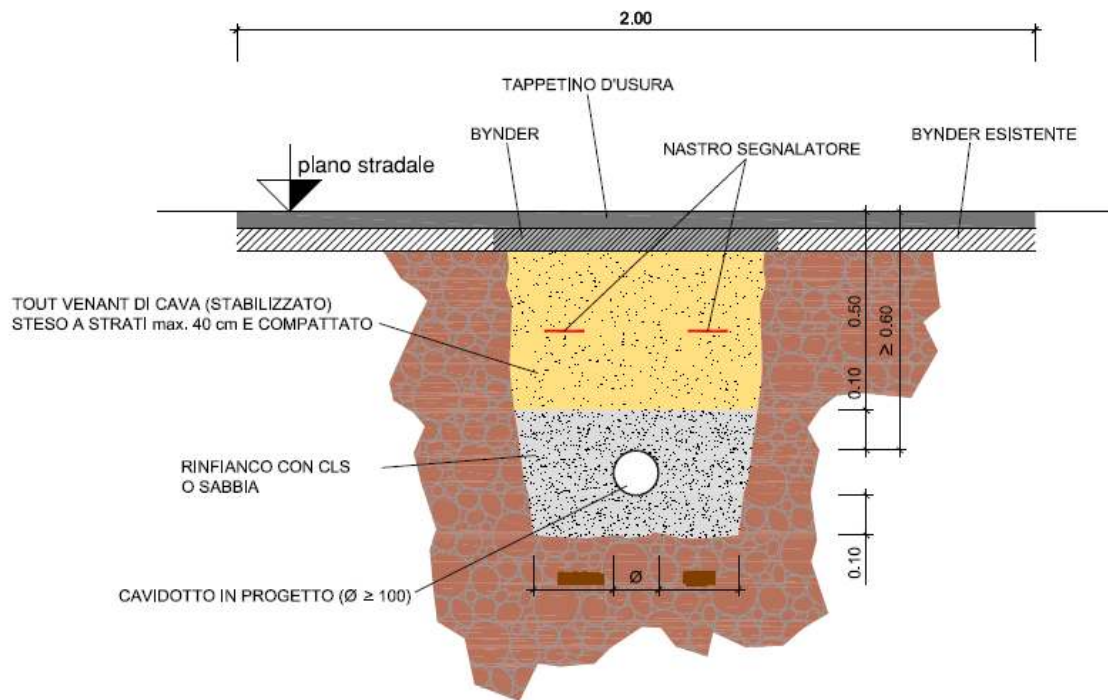 2.00
TAPPETINO D'USURA
BYNDER
NASTRO SEGNALATORE
BYNDER ESISTENTE
plano stradale
TOUT VENANT DI CAVA (STABILIZZATO)
STESO A STRATI max. 40 cm E COMPATTATO
0.50
≥ 0.60
0.10
RINFIANCO CON CLS
O SABBIA
0.10
Ø
CAVIDOTTO IN PROGETTO (Ø ≥ 100)